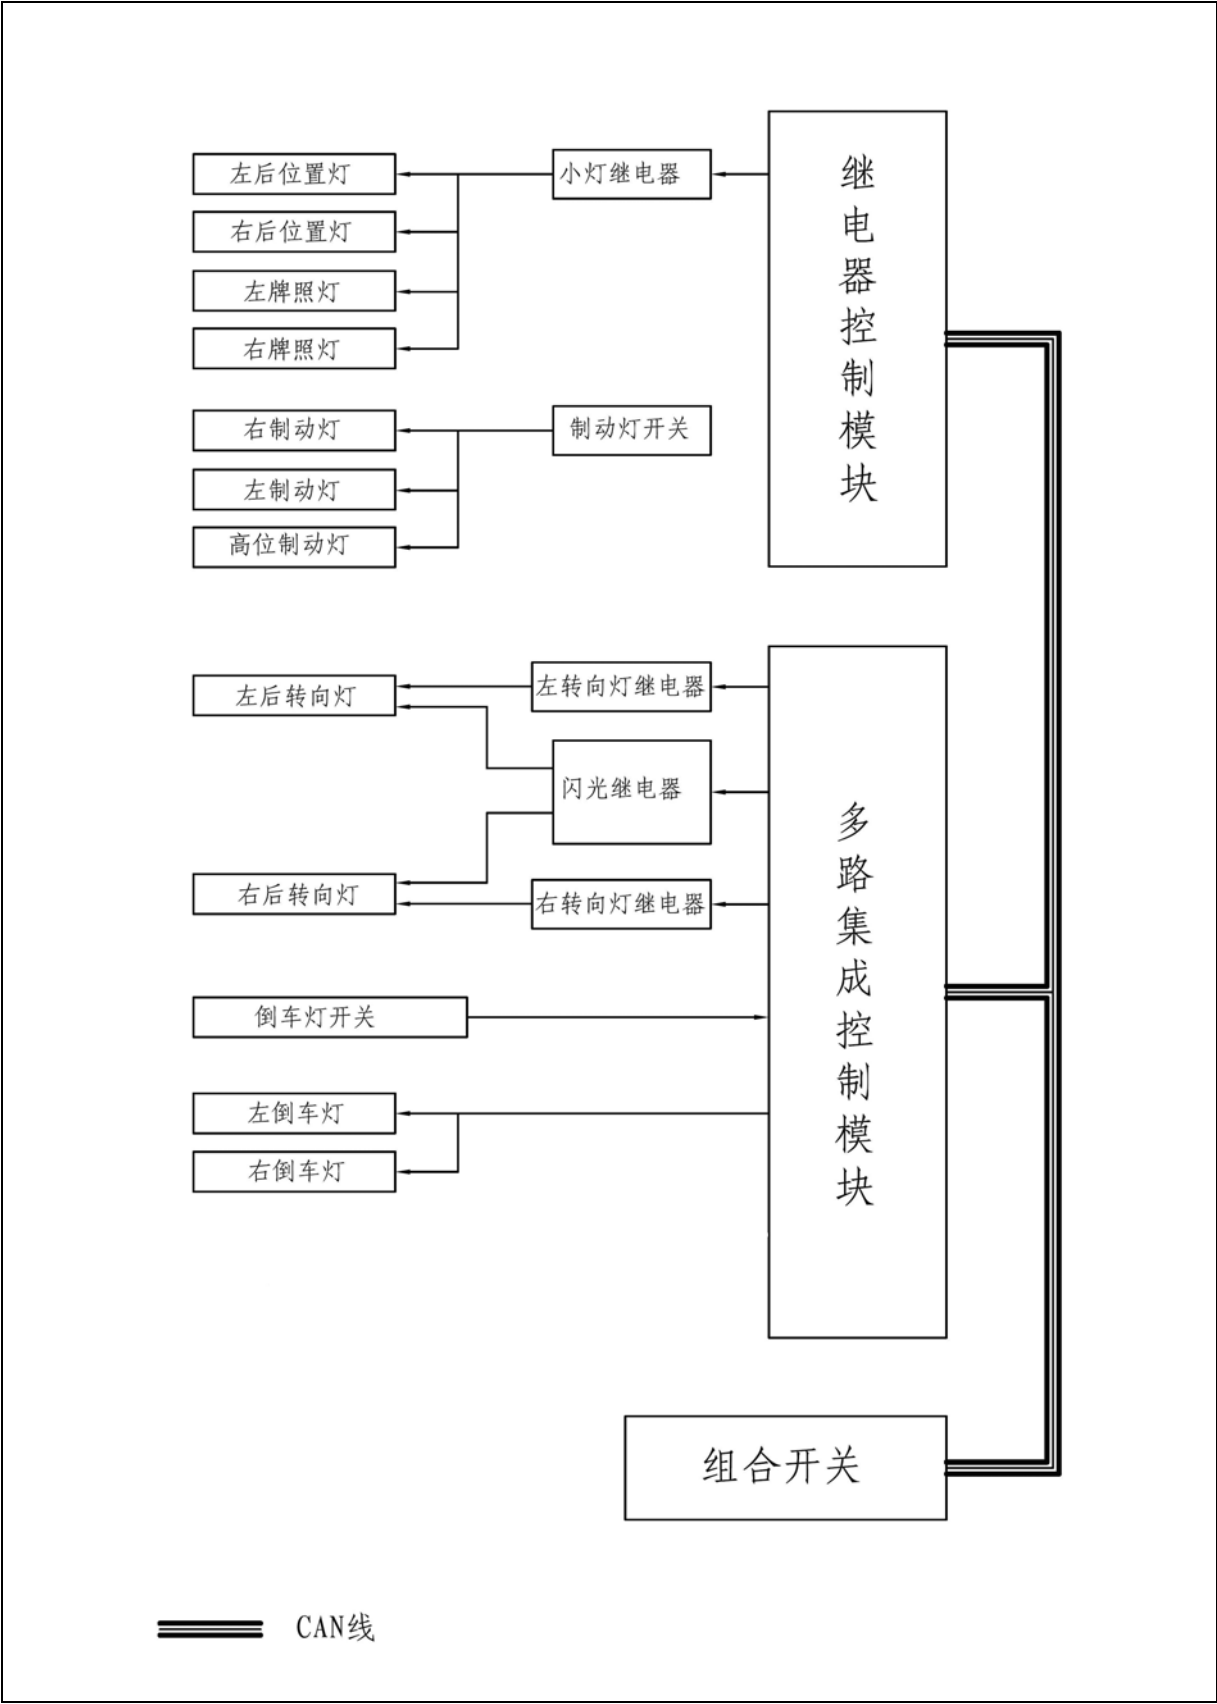 左后位置灯
小灯继电器
右后位置灯
左牌照灯
右牌照灯
继电器控制模块
右制动灯
制动灯开关
左制动灯
高位制动灯
左后转向灯
左转向灯继电器
闪光继电器
右后转向灯
右转向灯继电器
倒车灯开关
左倒车灯
右倒车灯
多路集成控制模块
组合开关
CAN线